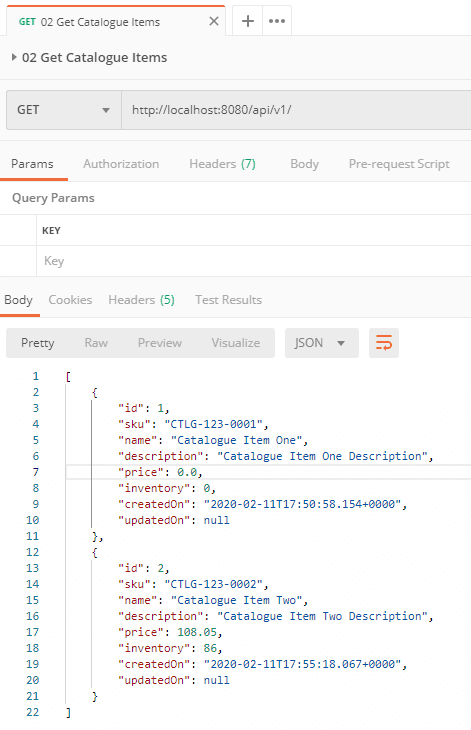 GET 02 Get Catalogue Items
02 Get Catalogue Items
GET http://localhost:8080/api/v1/
Params Authorization Headers (7) Body Pre-request Script
Query Params
KEY
Key
Body Cookies Headers (5) Test Results
Pretty Raw Preview Visualize JSON
1 [
2 {
3 "id": 1,
4 "sku": "CTLG-123-0001",
5 "name": "Catalogue Item One",
6 "description": "Catalogue Item One Description",
7 "price": 0.0,
8 "inventory": 0,
9 "createdOn": "2020-02-11T17:50:58.154+0000",
10 "updatedOn": null
11 },
12 {
13 "id": 2,
14 "sku": "CTLG-123-0002",
15 "name": "Catalogue Item Two",
16 "description": "Catalogue Item Two Description",
17 "price": 108.05,
18 "inventory": 86,
19 "createdOn": "2020-02-11T17:55:18.067+0000",
20 "updatedOn": null
21 }
22 ]